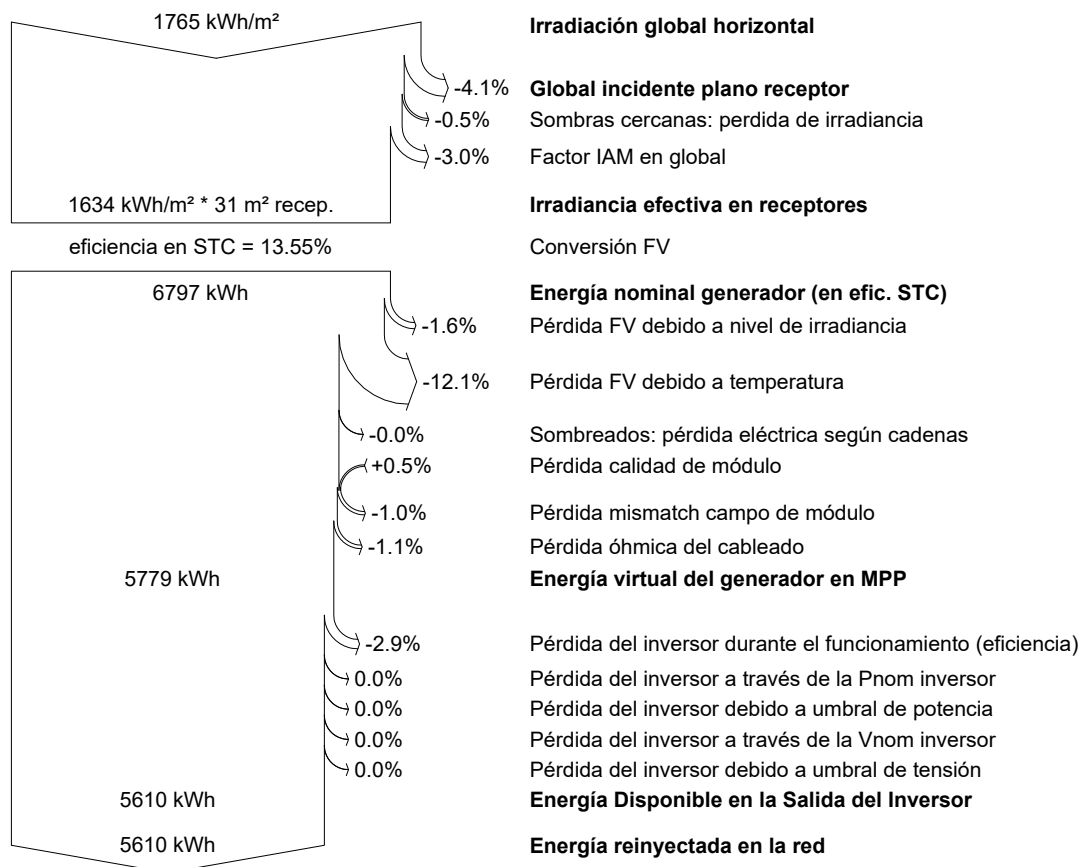 1765 kWh/m² Irradiación global horizontal
-4.1% Global incidente plano receptor
-0.5% Sombras cercanas: perdida de irradiancia
-3.0% Factor IAM en global
1634 kWh/m² * 31 m² recep. Irradiancia efectiva en receptores
eficiencia en STC = 13.55% Conversión FV
6797 kWh Energía nominal generador (en efic. STC)
-1.6% Pérdida FV debido a nivel de irradiancia
-12.1% Pérdida FV debido a temperatura
-0.0% Sombreados: pérdida eléctrica según cadenas
+0.5% Pérdida calidad de módulo
-1.0% Pérdida mismatch campo de módulo
-1.1% Pérdida óhmica del cableado
5779 kWh Energía virtual del generador en MPP
-2.9% Pérdida del inversor durante el funcionamiento (eficiencia)
0.0% Pérdida del inversor a través de la Pnom inversor
0.0% Pérdida del inversor debido a umbral de potencia
0.0% Pérdida del inversor a través de la Vnom inversor
0.0% Pérdida del inversor debido a umbral de tensión
5610 kWh Energía Disponible en la Salida del Inversor
5610 kWh Energía reinyectada en la red